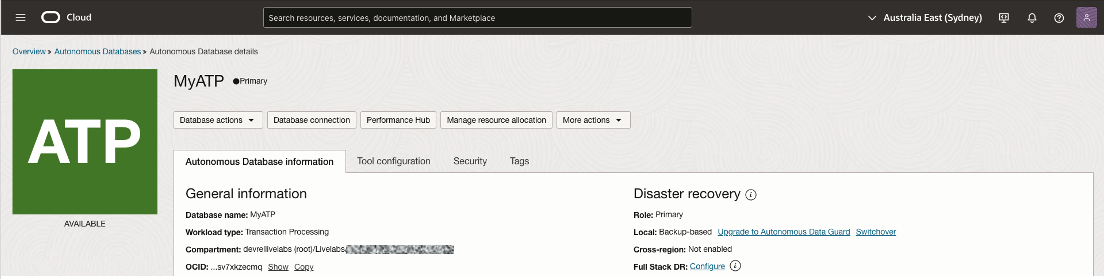 Cloud
Search resources, services, documentation, and Marketplace
Australia East (Sydney)
Overview » Autonomous Databases » Autonomous Database details
ATP
AVAILABLE
MyATP Primary
Database actions Database connection Performance Hub Manage resource allocation More actions
Autonomous Database information Tool configuration Security Tags
General information
Database name: MyATP
Workload type: Transaction Processing
Compartment: devrellivelabs (root)/Livelabs/
OCID: ...sv7xkzecmq Show Copy
Disaster recovery
Role: Primary
Local: Backup-based Upgrade to Autonomous Data Guard Switchover
Cross-region: Not enabled
Full Stack DR: Configure